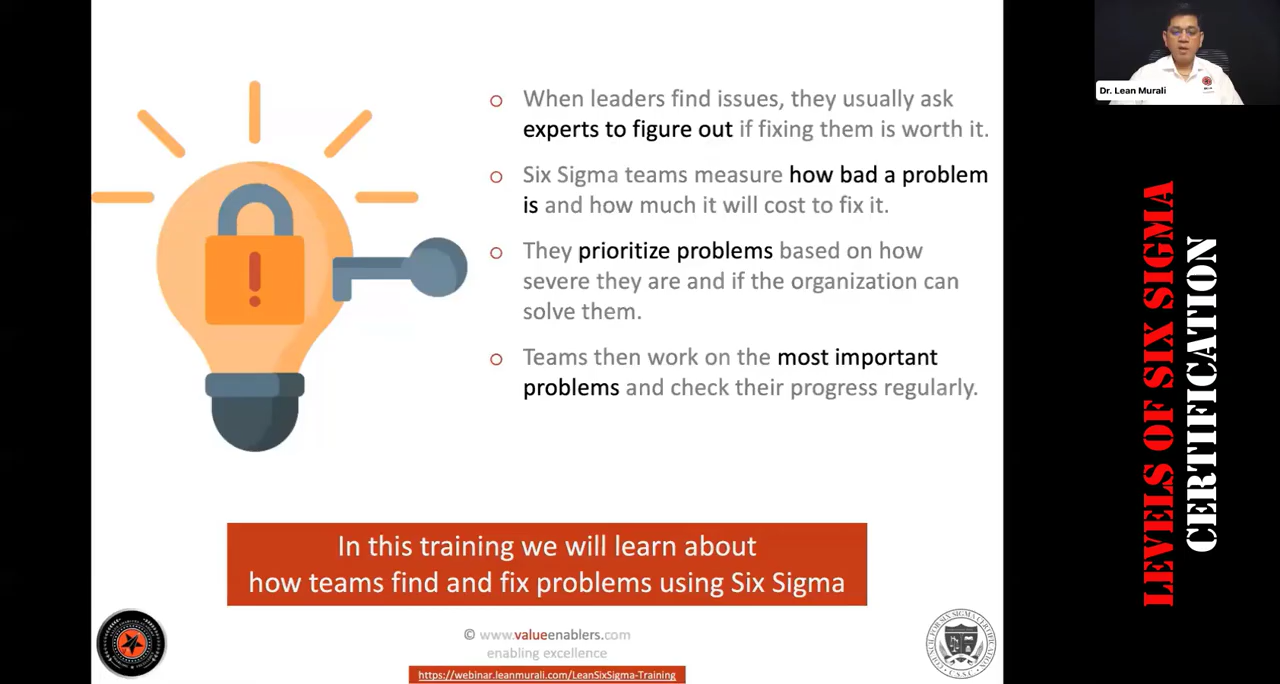 When leaders find issues, they usually ask
experts to figure out if fixing them is worth it.
Six Sigma teams measure how bad a problem
is and how much it will cost to fix it.
They prioritize problems based on how
severe they are and if the organization can
solve them.
Teams then work on the most important
problems and check their progress regularly.
In this training we will learn about
how teams find and fix problems using Six Sigma
© www.valueenablers.com
enabling excellence
https://webinar.leanmurali.com/LeanSixSigma-Training
COUNCIL FOR SIX SIGMA CERTIFICATION
C.S.S.C.
Dr. Lean Murali
LEVELS OF SIX SIGMA
CERTIFICATION